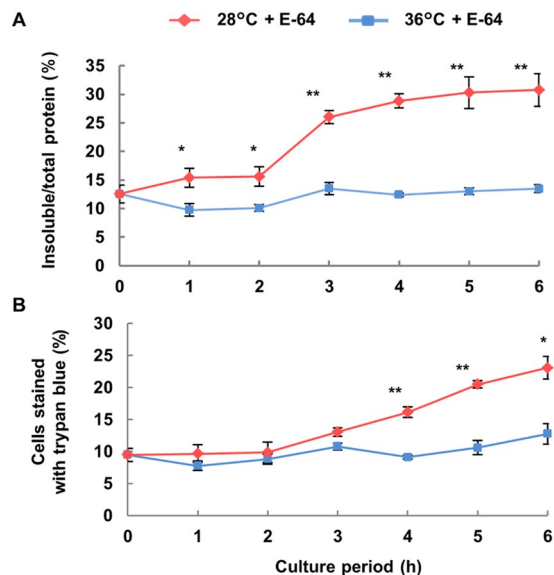 A
28°C + E-64
36°C + E-64
Insoluble/total protein (%)
35
30
25
20
15
10
5
0
*
*
**
**
**
**
0 1 2 3 4 5 6
B
Cells stained
with trypan blue (%)
30
25
20
15
10
5
0
**
**
*
0 1 2 3 4 5 6
Culture period (h)